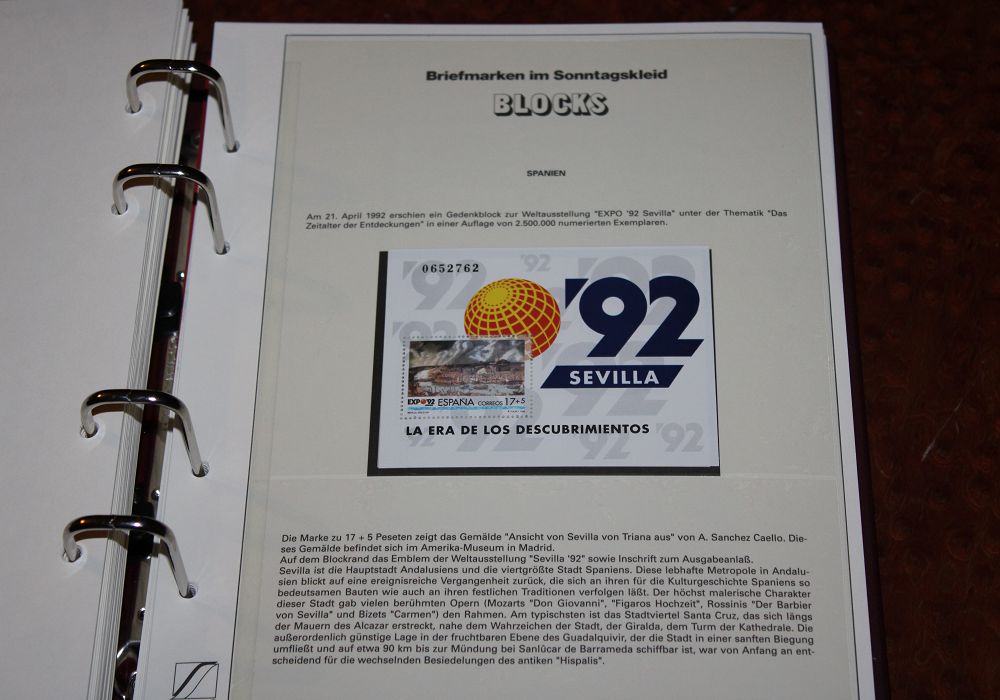 Briefmarken im Sonntagskleid
BLOCKS
SPANIEN
Am 21. April 1992 erschien ein Gedenkblock zur Weltausstellung "EXPO '92 Sevilla" unter der Thematik "Das
Zeitalter der Entdeckungen" in einer Auflage von 2.500.000 numerierten Exemplaren.
0652762
'92
'92
'92
'92
SEVILLA
EXPO'92 ESPAÑA CORREOS 17+5
LA ERA DE LOS DESCUBRIMIENTOS
'92
Die Marke zu 17 + 5 Peseten zeigt das Gemälde "Ansicht von Sevilla von Triana aus" von A. Sanchez Caello. Die-
ses Gemälde befindet sich im Amerika-Museum in Madrid.
Auf dem Blockrand das Emblem der Weltausstellung "Sevilla '92" sowie Inschrift zum Ausgabeanlaß.
Sevilla ist die Hauptstadt Andalusiens und die viertgrößte Stadt Spaniens. Diese lebhafte Metropole in Andalu-
sien blickt auf eine ereignisreiche Vergangenheit zurück, die sich an ihren für die Kulturgeschichte Spaniens so
bedeutsamen Bauten wie auch an ihren festlichen Traditionen verfolgen läßt. Der höchst malerische Charakter
dieser Stadt gab vielen berühmten Opern (Mozarts "Don Giovanni", "Figaros Hochzeit", Rossinis "Der Barbier
von Sevilla" und Bizets "Carmen") den Rahmen. Am typischsten ist das Stadtviertel Santa Cruz, das sich längs
der Mauern des Alcazar erstreckt, nahe dem Wahrzeichen der Stadt, der Giralda, dem Turm der Kathedrale. Die
außerordenlich günstige Lage in der fruchtbaren Ebene des Guadalquivir, der die Stadt in einer sanften Biegung
umfließt und auf etwa 90 km bis zur Mündung bei Sanlúcar de Barrameda schiffbar ist, war von Anfang an ent-
scheidend für die wechselnden Besiedelungen des antiken "Hispalis".